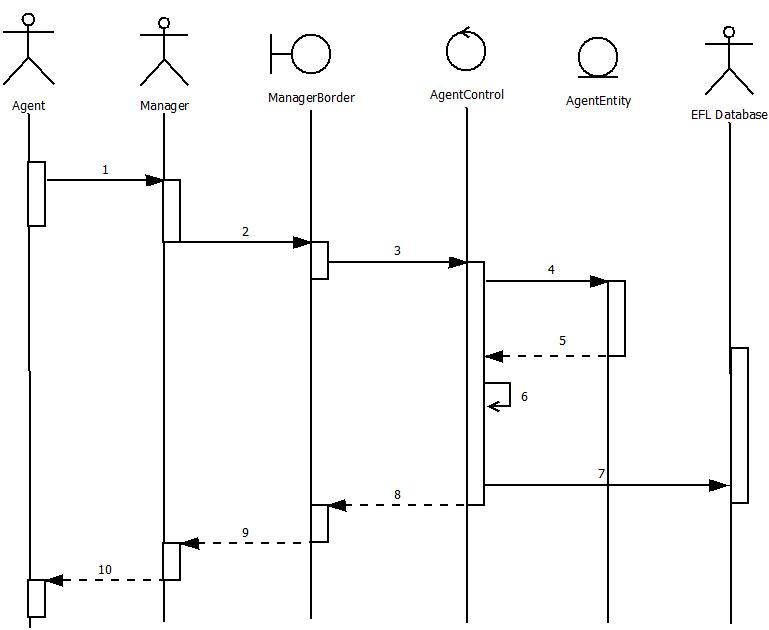 Agent
Manager
ManagerBorder
AgentControl
AgentEntity
EFL Database
1
2
3
4
5
6
7
8
9
10